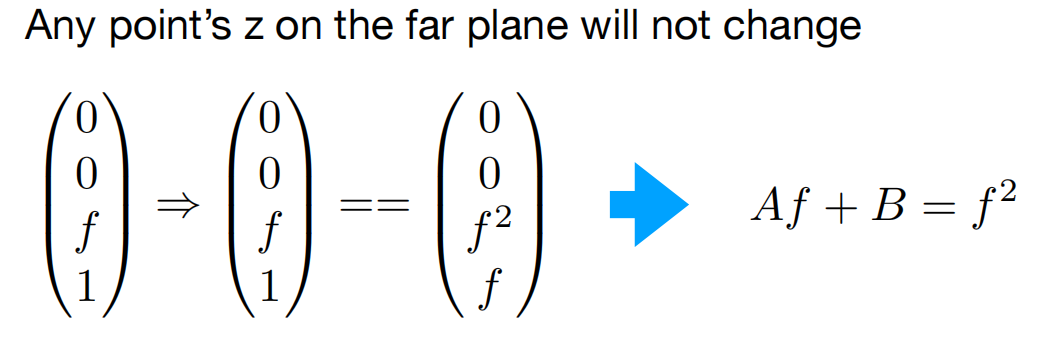 Any point's z on the far plane will not change
$\begin{pmatrix} 0 \\ 0 \\ f \\ 1 \end{pmatrix} \Rightarrow \begin{pmatrix} 0 \\ 0 \\ f \\ 1 \end{pmatrix} == \begin{pmatrix} 0 \\ 0 \\ f^2 \\ f \end{pmatrix}$ $Af + B = f^2$